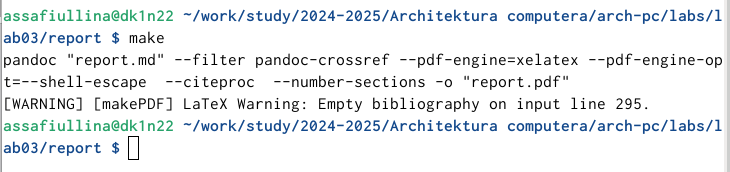 assafiullina@dk1n22 ~/work/study/2024-2025/Architektura computera/arch-pc/labs/l
ab03/report $ make
pandoc "report.md" --filter pandoc-crossref --pdf-engine=xelatex --pdf-engine-op
t=--shell-escape  --citeproc  --number-sections -o "report.pdf"
[WARNING] [makePDF] LaTeX Warning: Empty bibliography on input line 295.
assafiullina@dk1n22 ~/work/study/2024-2025/Architektura computera/arch-pc/labs/l
ab03/report $